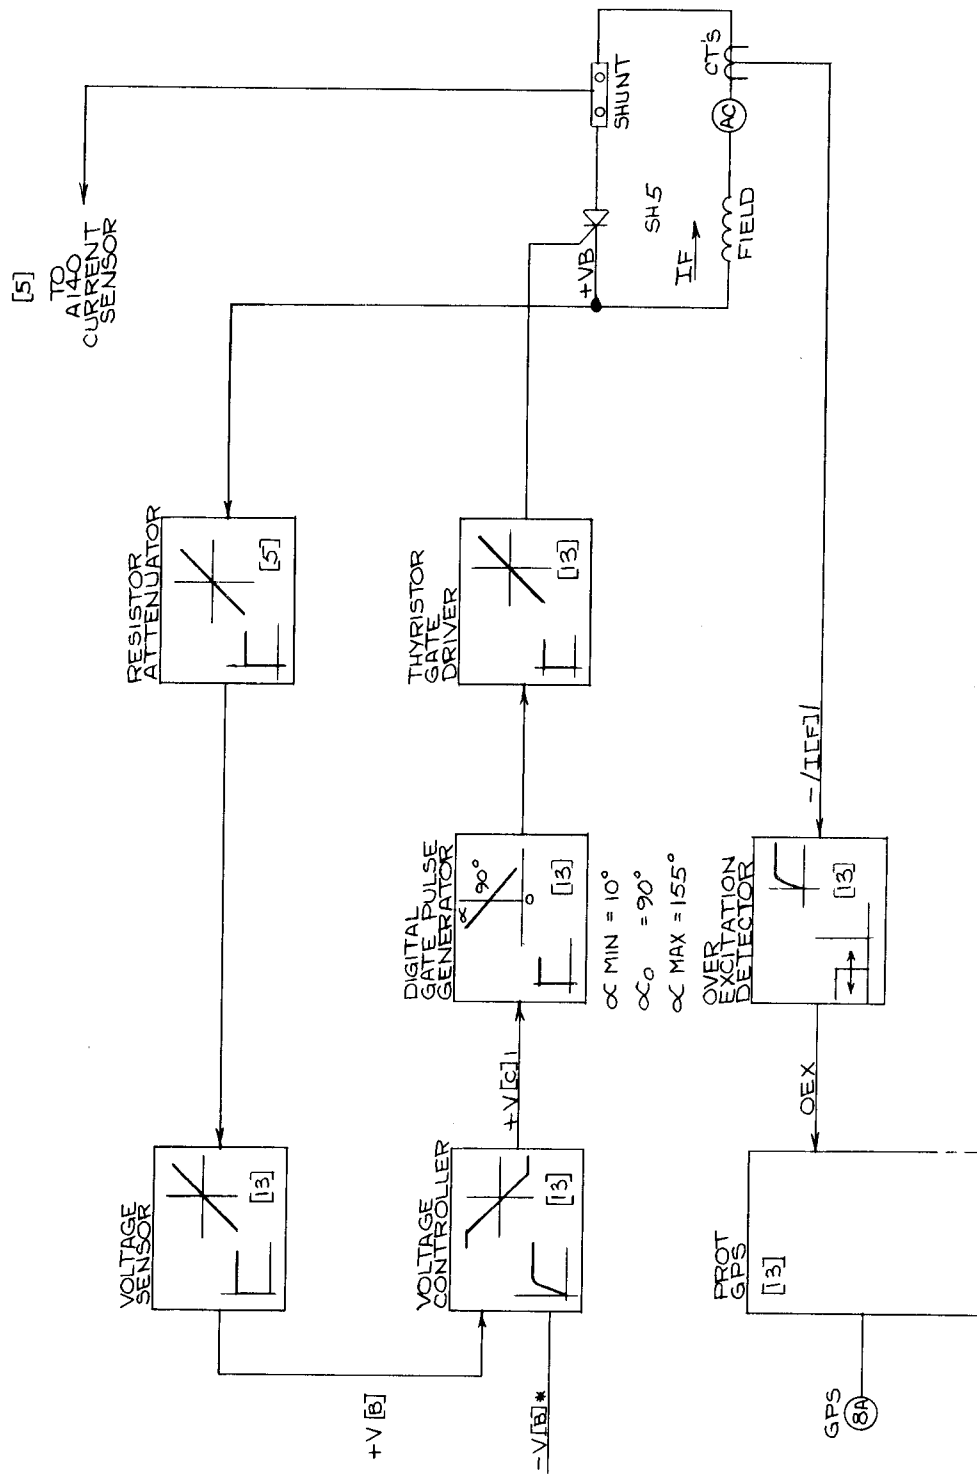 [5]
TO
A140
CURRENT
SENSOR
SHUNT
CT'S
AC
SH5
+VB
IF
FIELD
RESISTOR
ATTENUATOR
[5]
THYRISTOR
GATE
DRIVER
[13]
-/I[F]/
DIGITAL
GATE PULSE
GENERATOR
∝
90°
0
[13]
∝ MIN = 10°
∝₀ = 90°
∝ MAX = 155°
OVER
EXCITATION
DETECTOR
[13]
+V[C]1
OEX
VOLTAGE
SENSOR
[13]
VOLTAGE
CONTROLLER
[13]
PROT
GPS
[13]
+V[B]
-V[B]*
GPS
8A